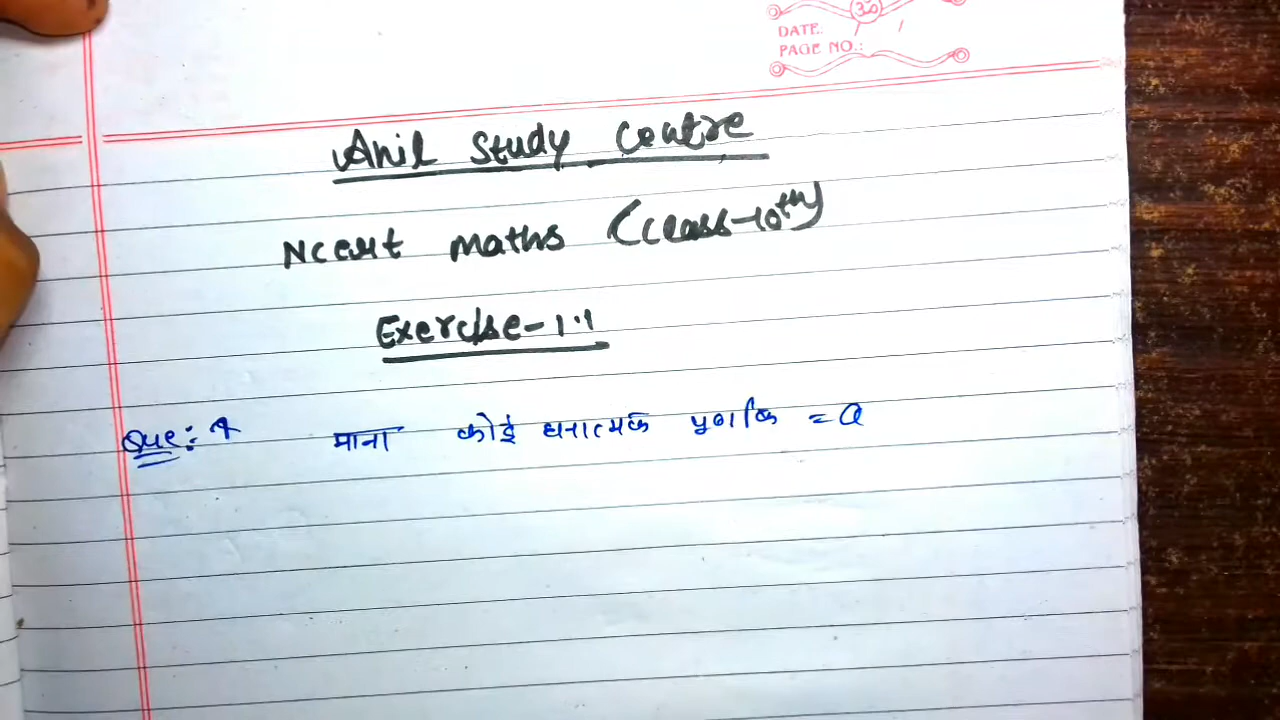 ॐ
DATE:
PAGE NO.:
Anil Study Centre
Ncert maths (Class-10th)
Exercise-1.1
Que: 4 माना कोई धनात्मक पूर्णांक = a